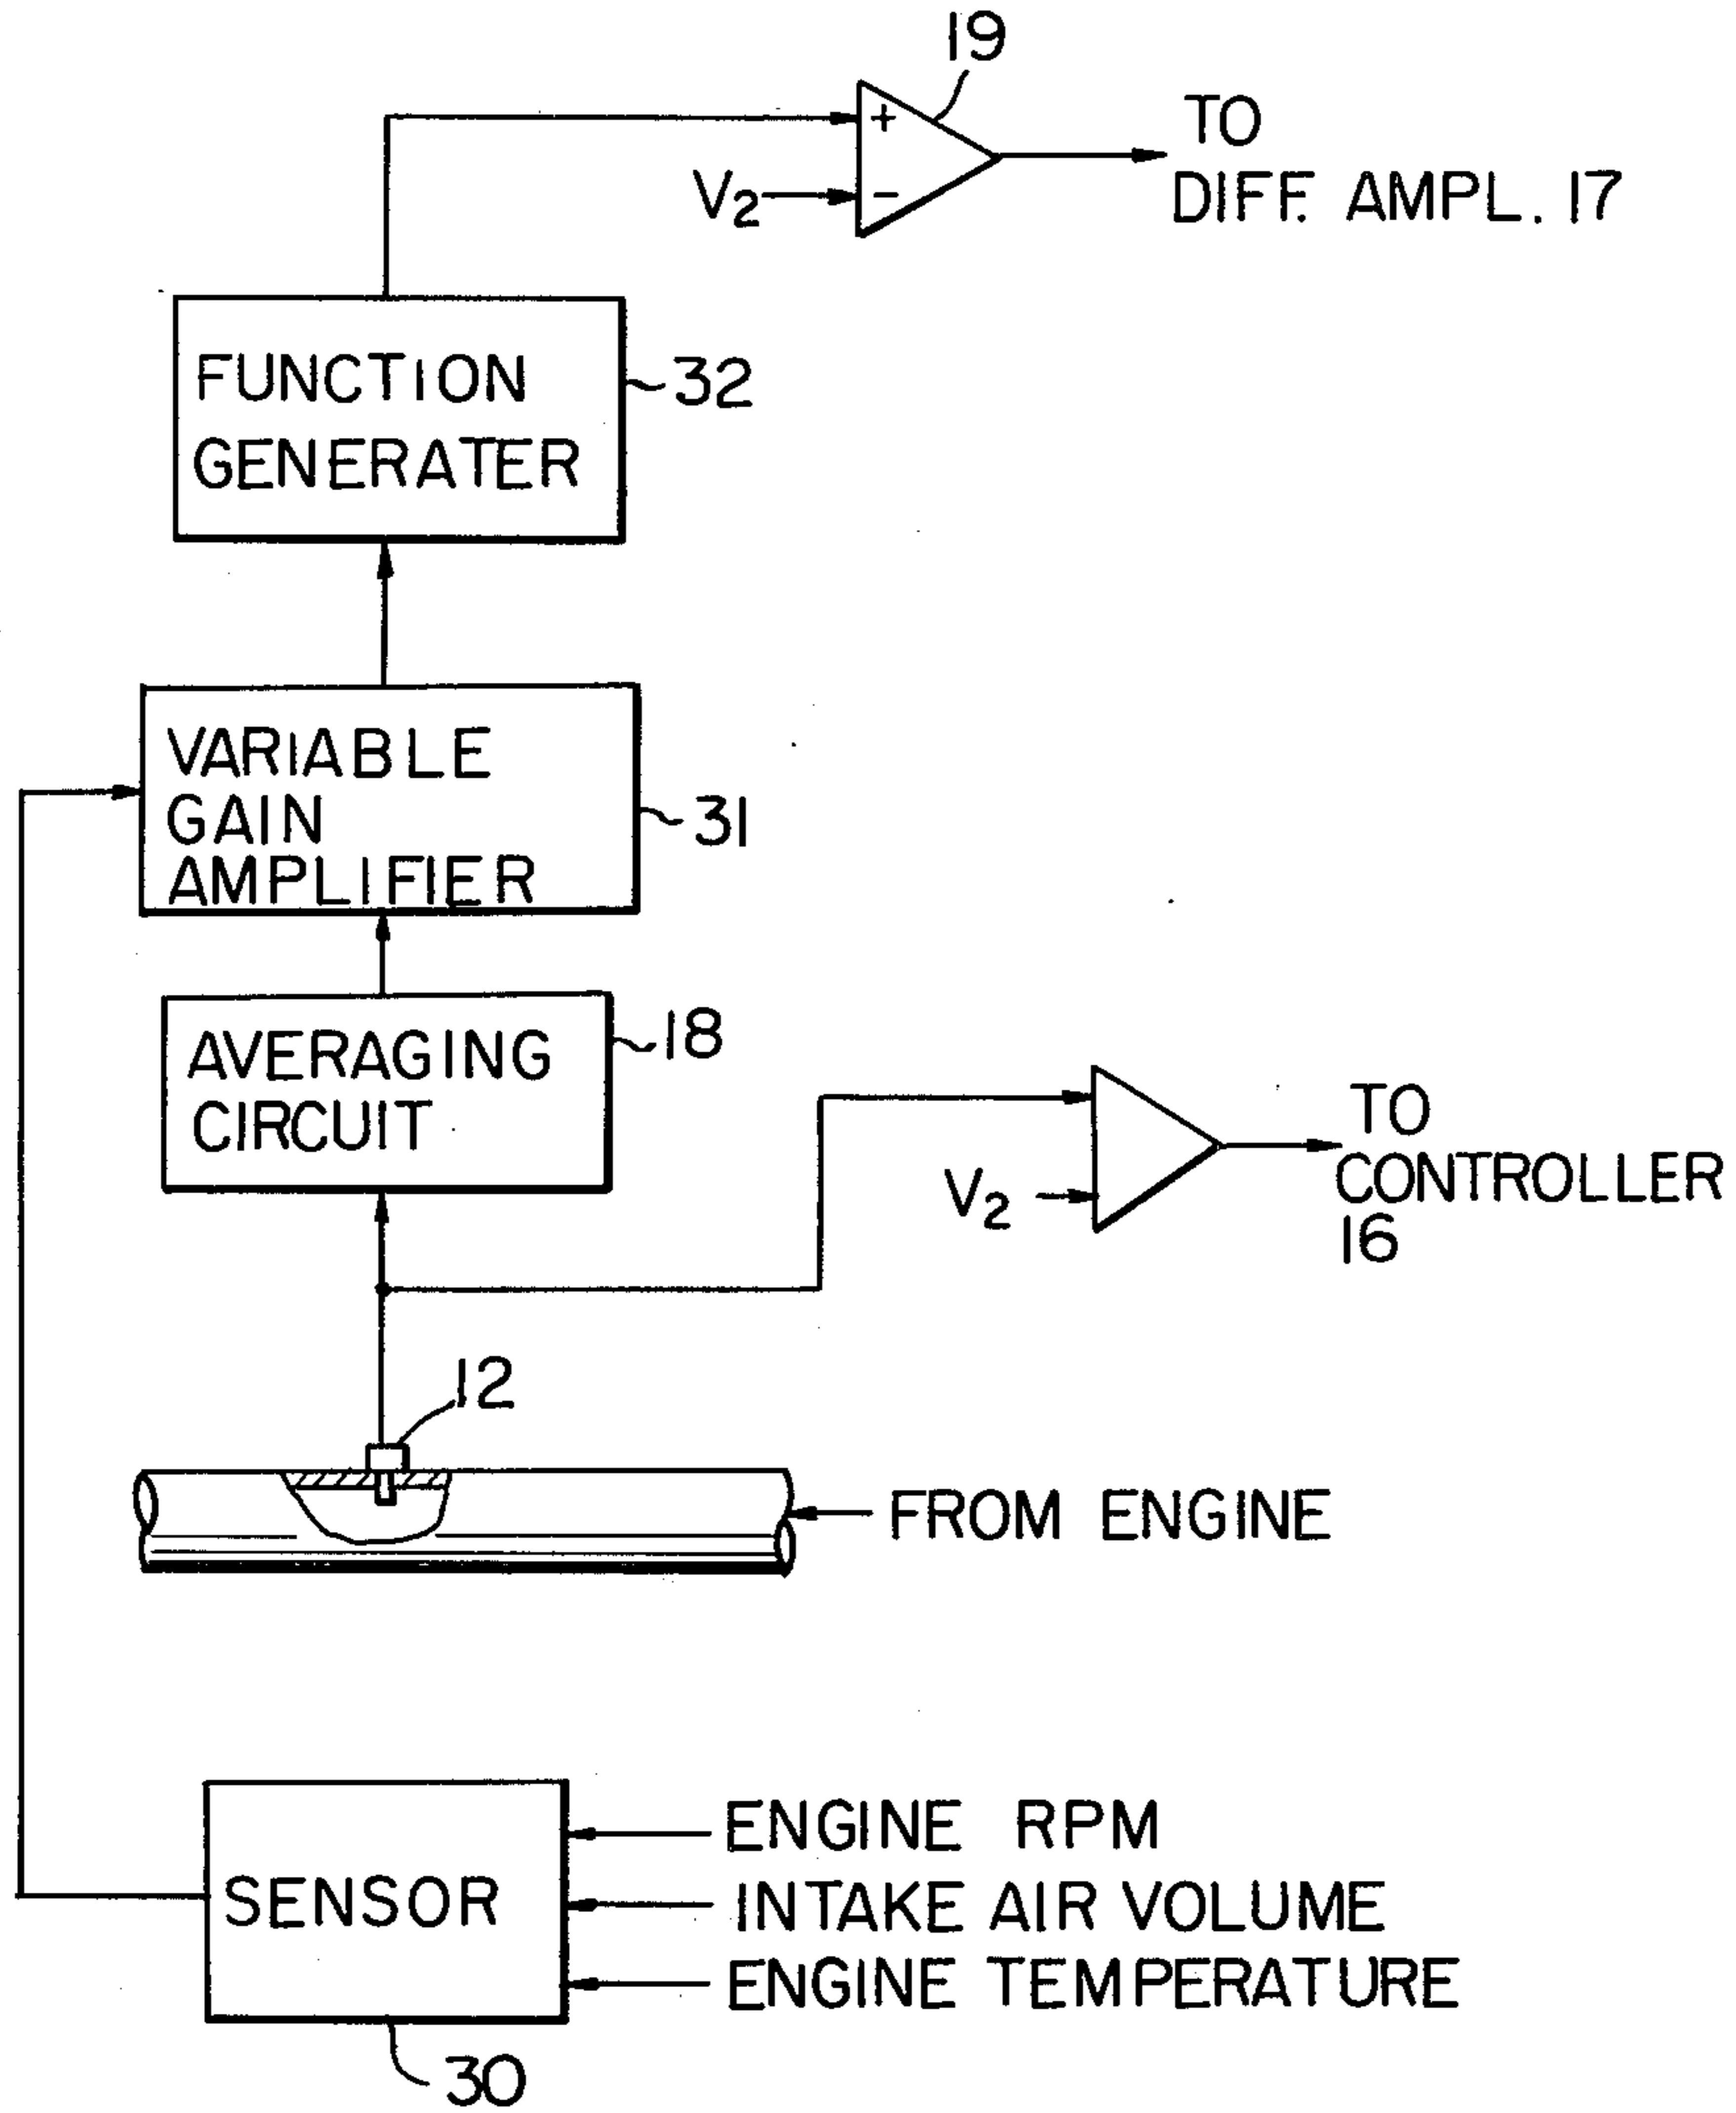 19
+
TO
V2
-
DIFF. AMPL. 17
FUNCTION
GENERATER
32
VARIABLE
GAIN
AMPLIFIER
31
AVERAGING
CIRCUIT
18
TO
CONTROLLER
16
V2
12
FROM ENGINE
SENSOR
ENGINE RPM
INTAKE AIR VOLUME
ENGINE TEMPERATURE
30